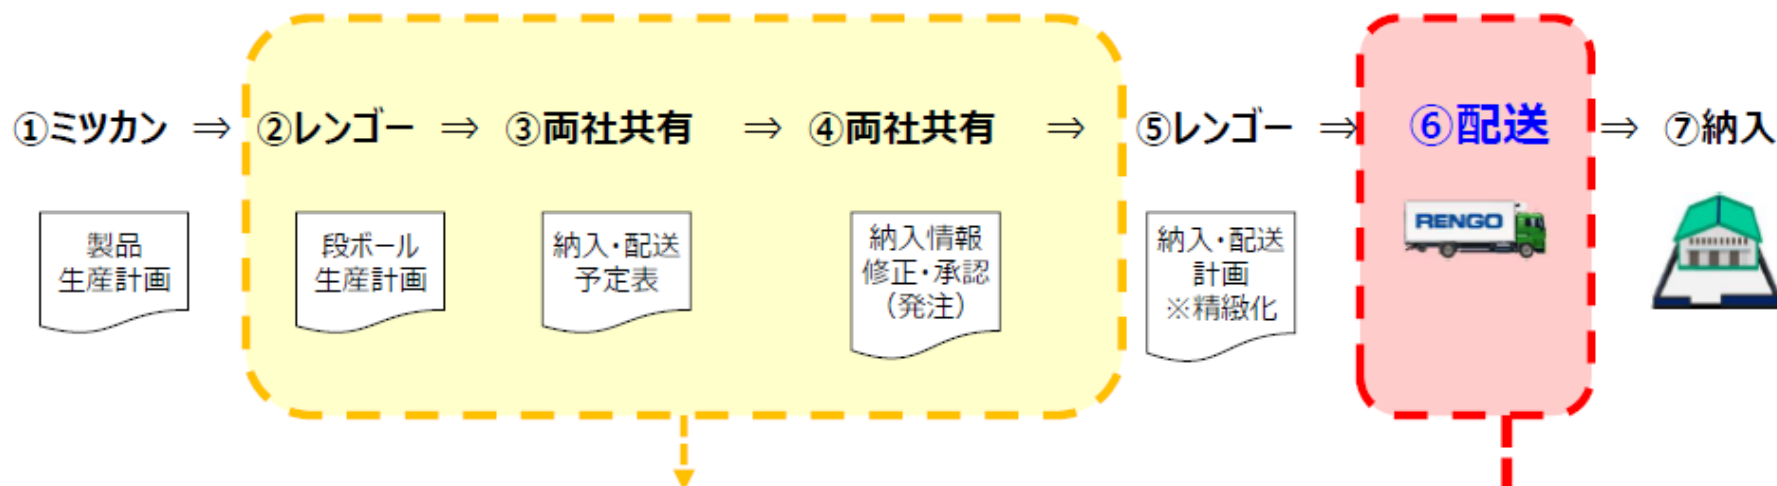 ①ミツカン ⇒ ②レンゴー ⇒ ③両社共有 ⇒ ④両社共有 ⇒ ⑤レンゴー ⇒ ⑥配送 ⇒ ⑦納入
製品
生産計画
段ボール
生産計画
納入・配送
予定表
納入情報
修正・承認
(発注)
納入・配送
計画
※精緻化
RENGO